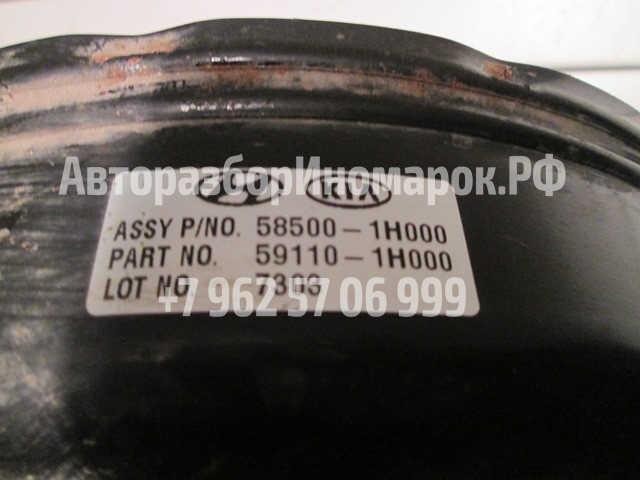 АвторазборИномарок.РФ
KIA
ASSY P/NO. 58500-1H000
PART NO. 59110-1H000
LOT NO.
+7 962 57 06 999